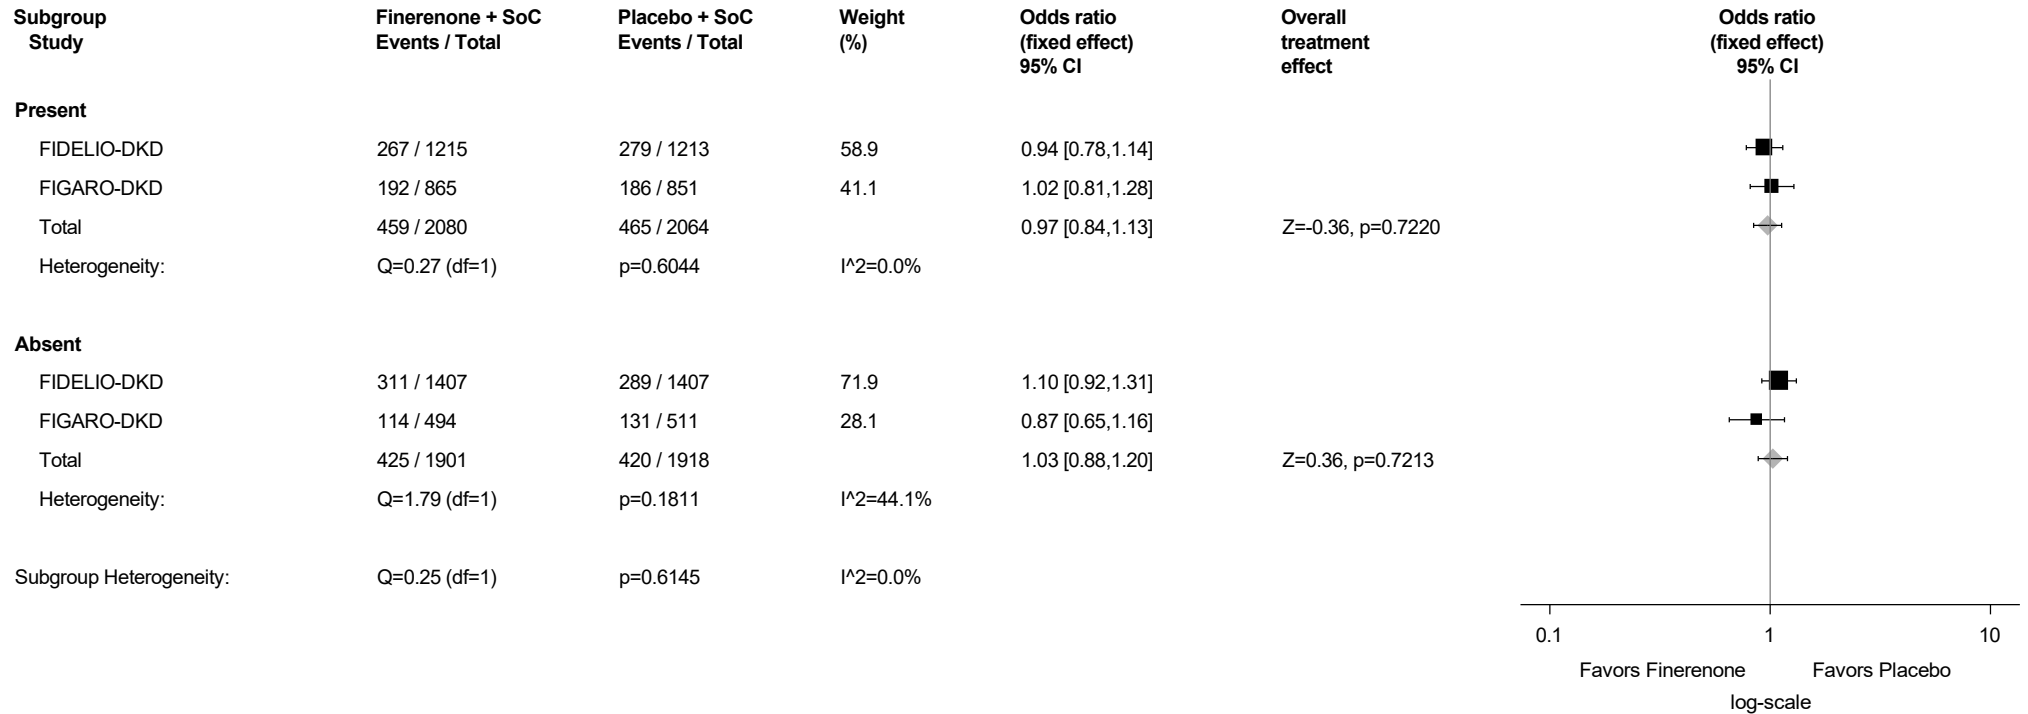 Subgroup Finerenone + SoC Placebo + SoC Weight Odds ratio Overall Odds ratio
Study Events / Total Events / Total (%) (fixed effect) treatment (fixed effect)
95% CI effect 95% CI
Present
FIDELIO-DKD 267 / 1215 279 / 1213 58.9 0.94 [0.78,1.14]
FIGARO-DKD 192 / 865 186 / 851 41.1 1.02 [0.81,1.28]
Total 459 / 2080 465 / 2064 0.97 [0.84,1.13] Z=-0.36, p=0.7220
Heterogeneity: Q=0.27 (df=1) p=0.6044 I^2=0.0%
Absent
FIDELIO-DKD 311 / 1407 289 / 1407 71.9 1.10 [0.92,1.31]
FIGARO-DKD 114 / 494 131 / 511 28.1 0.87 [0.65,1.16]
Total 425 / 1901 420 / 1918 1.03 [0.88,1.20] Z=0.36, p=0.7213
Heterogeneity: Q=1.79 (df=1) p=0.1811 I^2=44.1%
Subgroup Heterogeneity: Q=0.25 (df=1) p=0.6145 I^2=0.0%
0.1 1 10
Favors Finerenone Favors Placebo
log-scale